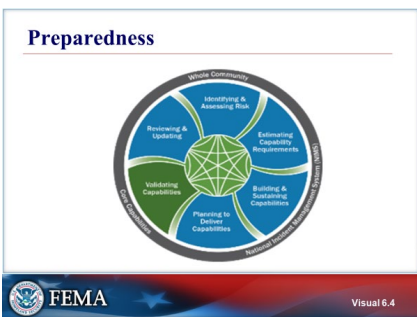 Preparedness
Whole Community
Identifying &
Assessing Risk
Estimating
Capability
Requirements
Building &
Sustaining
Capabilities
Planning to
Deliver
Capabilities
Validating
Capabilities
Reviewing &
Updating
National Incident Management System (NIMS)
Core Capabilities
FEMA
Visual 6.4